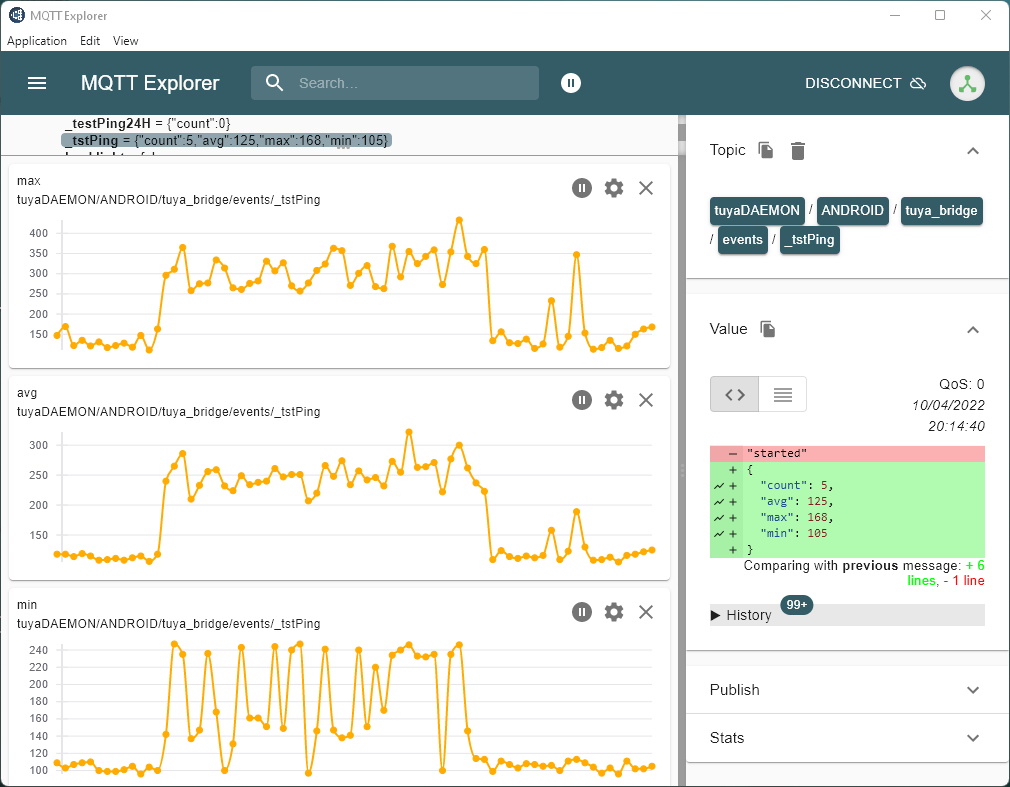 MQTT Explorer
Application Edit View
MQTT Explorer
Search...
DISCONNECT
_testPing24H = {"count":0}
_tstPing = {"count":5,"avg":125,"max":168,"min":105}
max
tuyaDAEMON/ANDROID/tuya_bridge/events/_tstPing
400
350
300
250
200
150
avg
tuyaDAEMON/ANDROID/tuya_bridge/events/_tstPing
300
250
200
150
min
tuyaDAEMON/ANDROID/tuya_bridge/events/_tstPing
240
220
200
180
160
140
120
100
Topic
tuyaDAEMON / ANDROID / tuya_bridge
/ events / _tstPing
Value
QoS: 0
10/04/2022
20:14:40
- "started"
+ {
+ "count": 5,
+ "avg": 125,
+ "max": 168,
+ "min": 105
+ }
Comparing with previous message: + 6
lines, - 1 line
History 99+
Publish
Stats